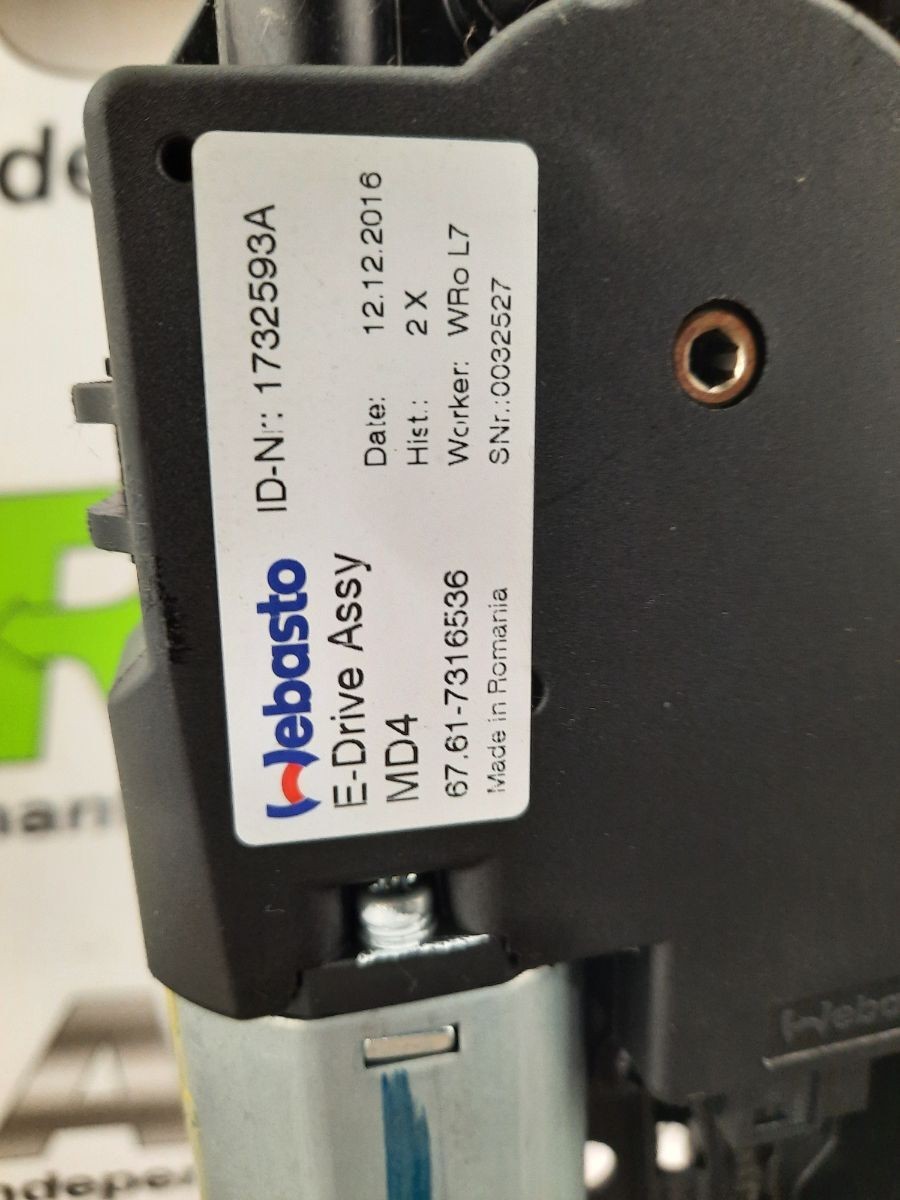 Webasto ID-Nr: 1732593A
E-Drive Assy
MD4
Date: 12.12.2016
Hist.: 2 X
67.61-7316536 Worker: WRo L7
Made in Romania SNr.:0032527